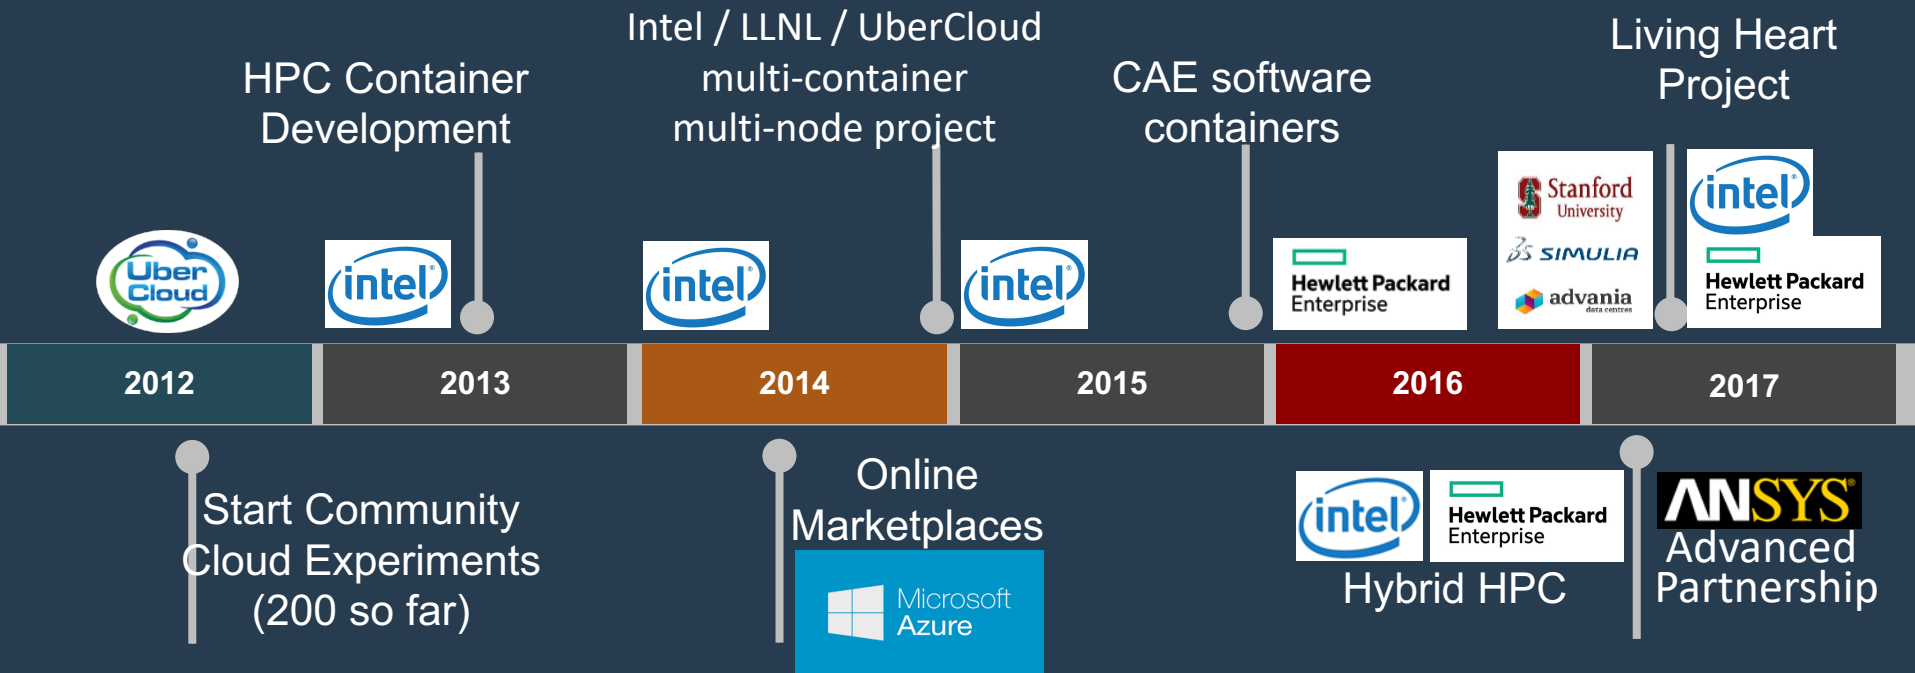 Intel / LLNL / UberCloud
multi-container
multi-node project
HPC Container
Development
CAE software
containers
Living Heart
Project
Uber
Cloud
intel
intel
intel
Hewlett Packard
Enterprise
Stanford
University
SIMULIA
advania
data centres
intel
Hewlett Packard
Enterprise
2012
2013
2014
2015
2016
2017
Start Community
Cloud Experiments
(200 so far)
Online
Marketplaces
Microsoft
Azure
intel
Hewlett Packard
Enterprise
Hybrid HPC
ANSYS®
Advanced
Partnership